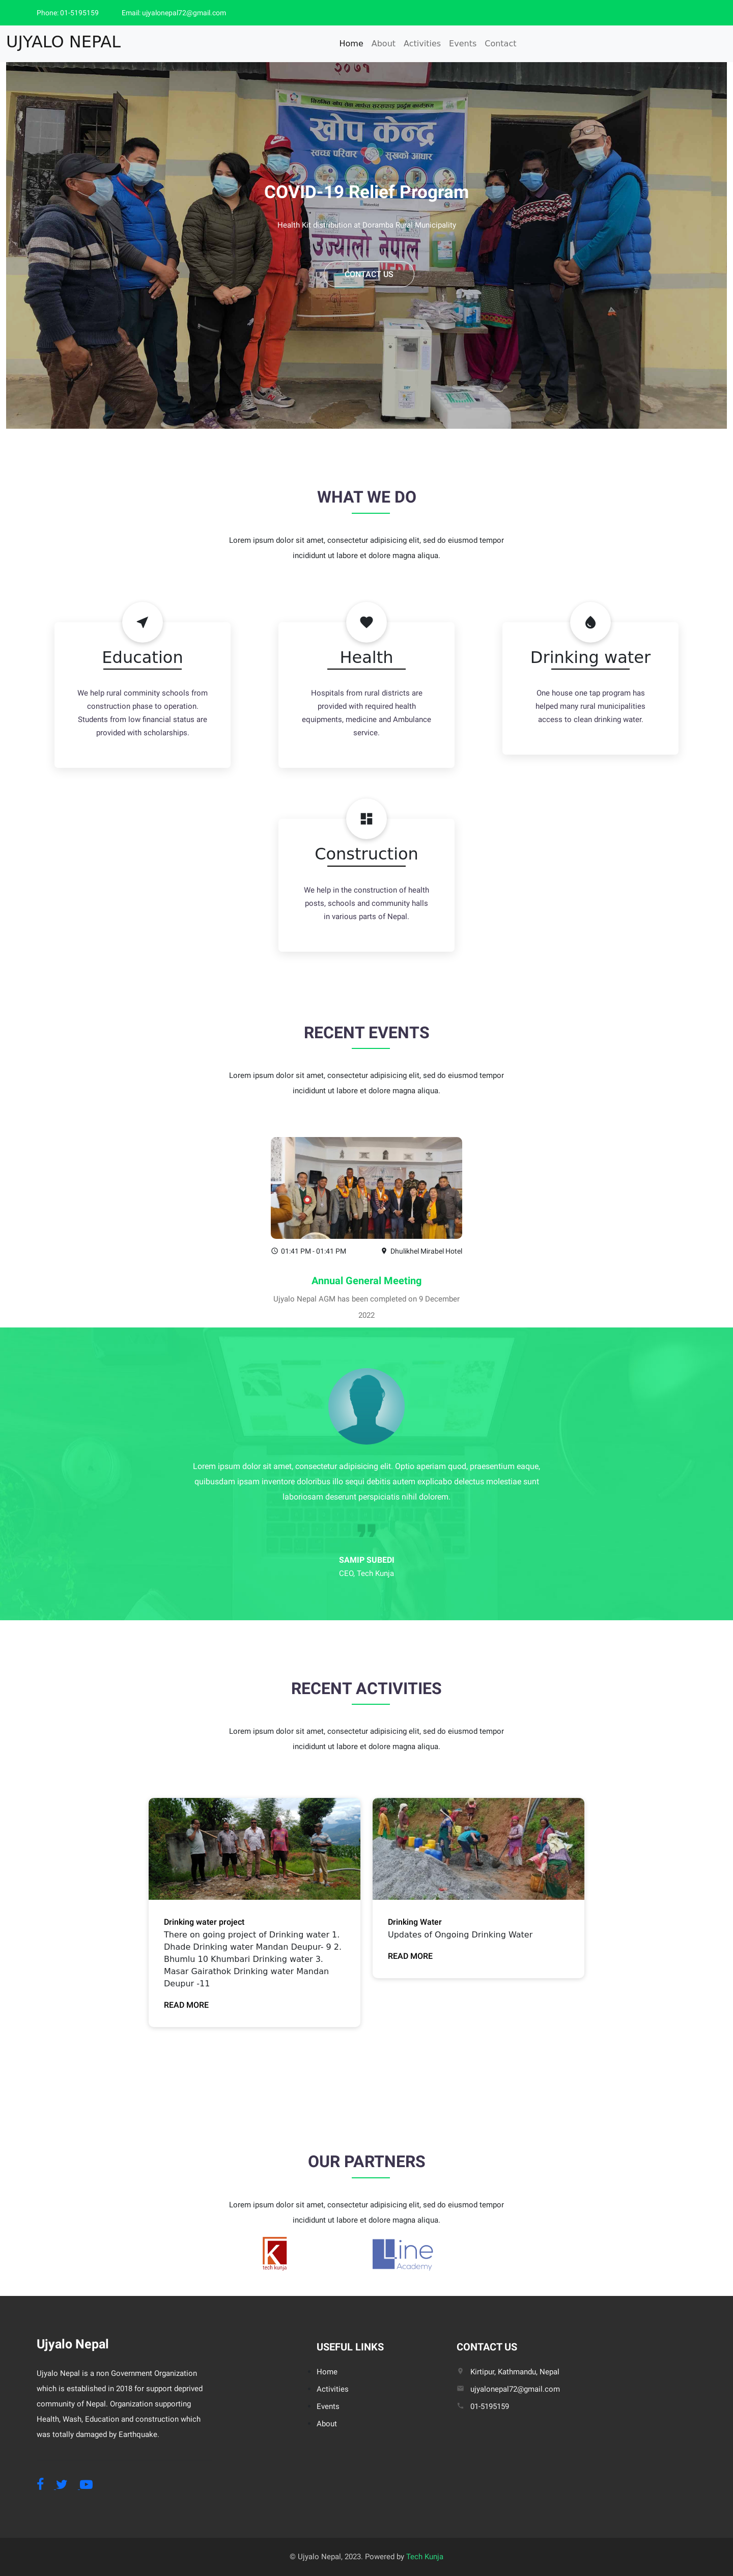 Phone: 01-5195159 Email: ujyalonepal72@gmail.com
UJYALO NEPAL
Home About Activities Events Contact
३०७१
खोप केन्द्र
स्वच्छ परिवार सुखको आधार
COVID-19 Relief Program
Health Kit distribution at Doramba Rural Municipality
उज्यालो नेपाल
NEPAL
CONTACT US
WHAT WE DO
Lorem ipsum dolor sit amet, consectetur adipisicing elit, sed do eiusmod tempor
incididunt ut labore et dolore magna aliqua.
Education
We help rural comminity schools from
construction phase to operation.
Students from low financial status are
provided with scholarships.
Health
Hospitals from rural districts are
provided with required health
equipments, medicine and Ambulance
service.
Drinking water
One house one tap program has
helped many rural municipalities
access to clean drinking water.
Construction
We help in the construction of health
posts, schools and community halls
in various parts of Nepal.
RECENT EVENTS
Lorem ipsum dolor sit amet, consectetur adipisicing elit, sed do eiusmod tempor
incididunt ut labore et dolore magna aliqua.
01:41 PM - 01:41 PM Dhulikhel Mirabel Hotel
Annual General Meeting
Ujyalo Nepal AGM has been completed on 9 December
2022
Lorem ipsum dolor sit amet, consectetur adipisicing elit. Optio aperiam quod, praesentium eaque,
quibusdam ipsam inventore doloribus illo sequi debitis autem explicabo delectus molestiae sunt
laboriosam deserunt perspiciatis nihil dolorem.
SAMIP SUBEDI
CEO, Tech Kunja
RECENT ACTIVITIES
Lorem ipsum dolor sit amet, consectetur adipisicing elit, sed do eiusmod tempor
incididunt ut labore et dolore magna aliqua.
Drinking water project
There on going project of Drinking water 1.
Dhade Drinking water Mandan Deupur- 9 2.
Bhumlu 10 Khumbari Drinking water 3.
Masar Gairathok Drinking water Mandan
Deupur -11
READ MORE
Drinking Water
Updates of Ongoing Drinking Water
READ MORE
OUR PARTNERS
Lorem ipsum dolor sit amet, consectetur adipisicing elit, sed do eiusmod tempor
incididunt ut labore et dolore magna aliqua.
K
tech kunja
Line
Academy
Ujyalo Nepal
Ujyalo Nepal is a non Government Organization
which is established in 2018 for support deprived
community of Nepal. Organization supporting
Health, Wash, Education and construction which
was totally damaged by Earthquake.
USEFUL LINKS
Home
Activities
Events
About
CONTACT US
Kirtipur, Kathmandu, Nepal
ujyalonepal72@gmail.com
01-5195159
© Ujyalo Nepal, 2023. Powered by Tech Kunja